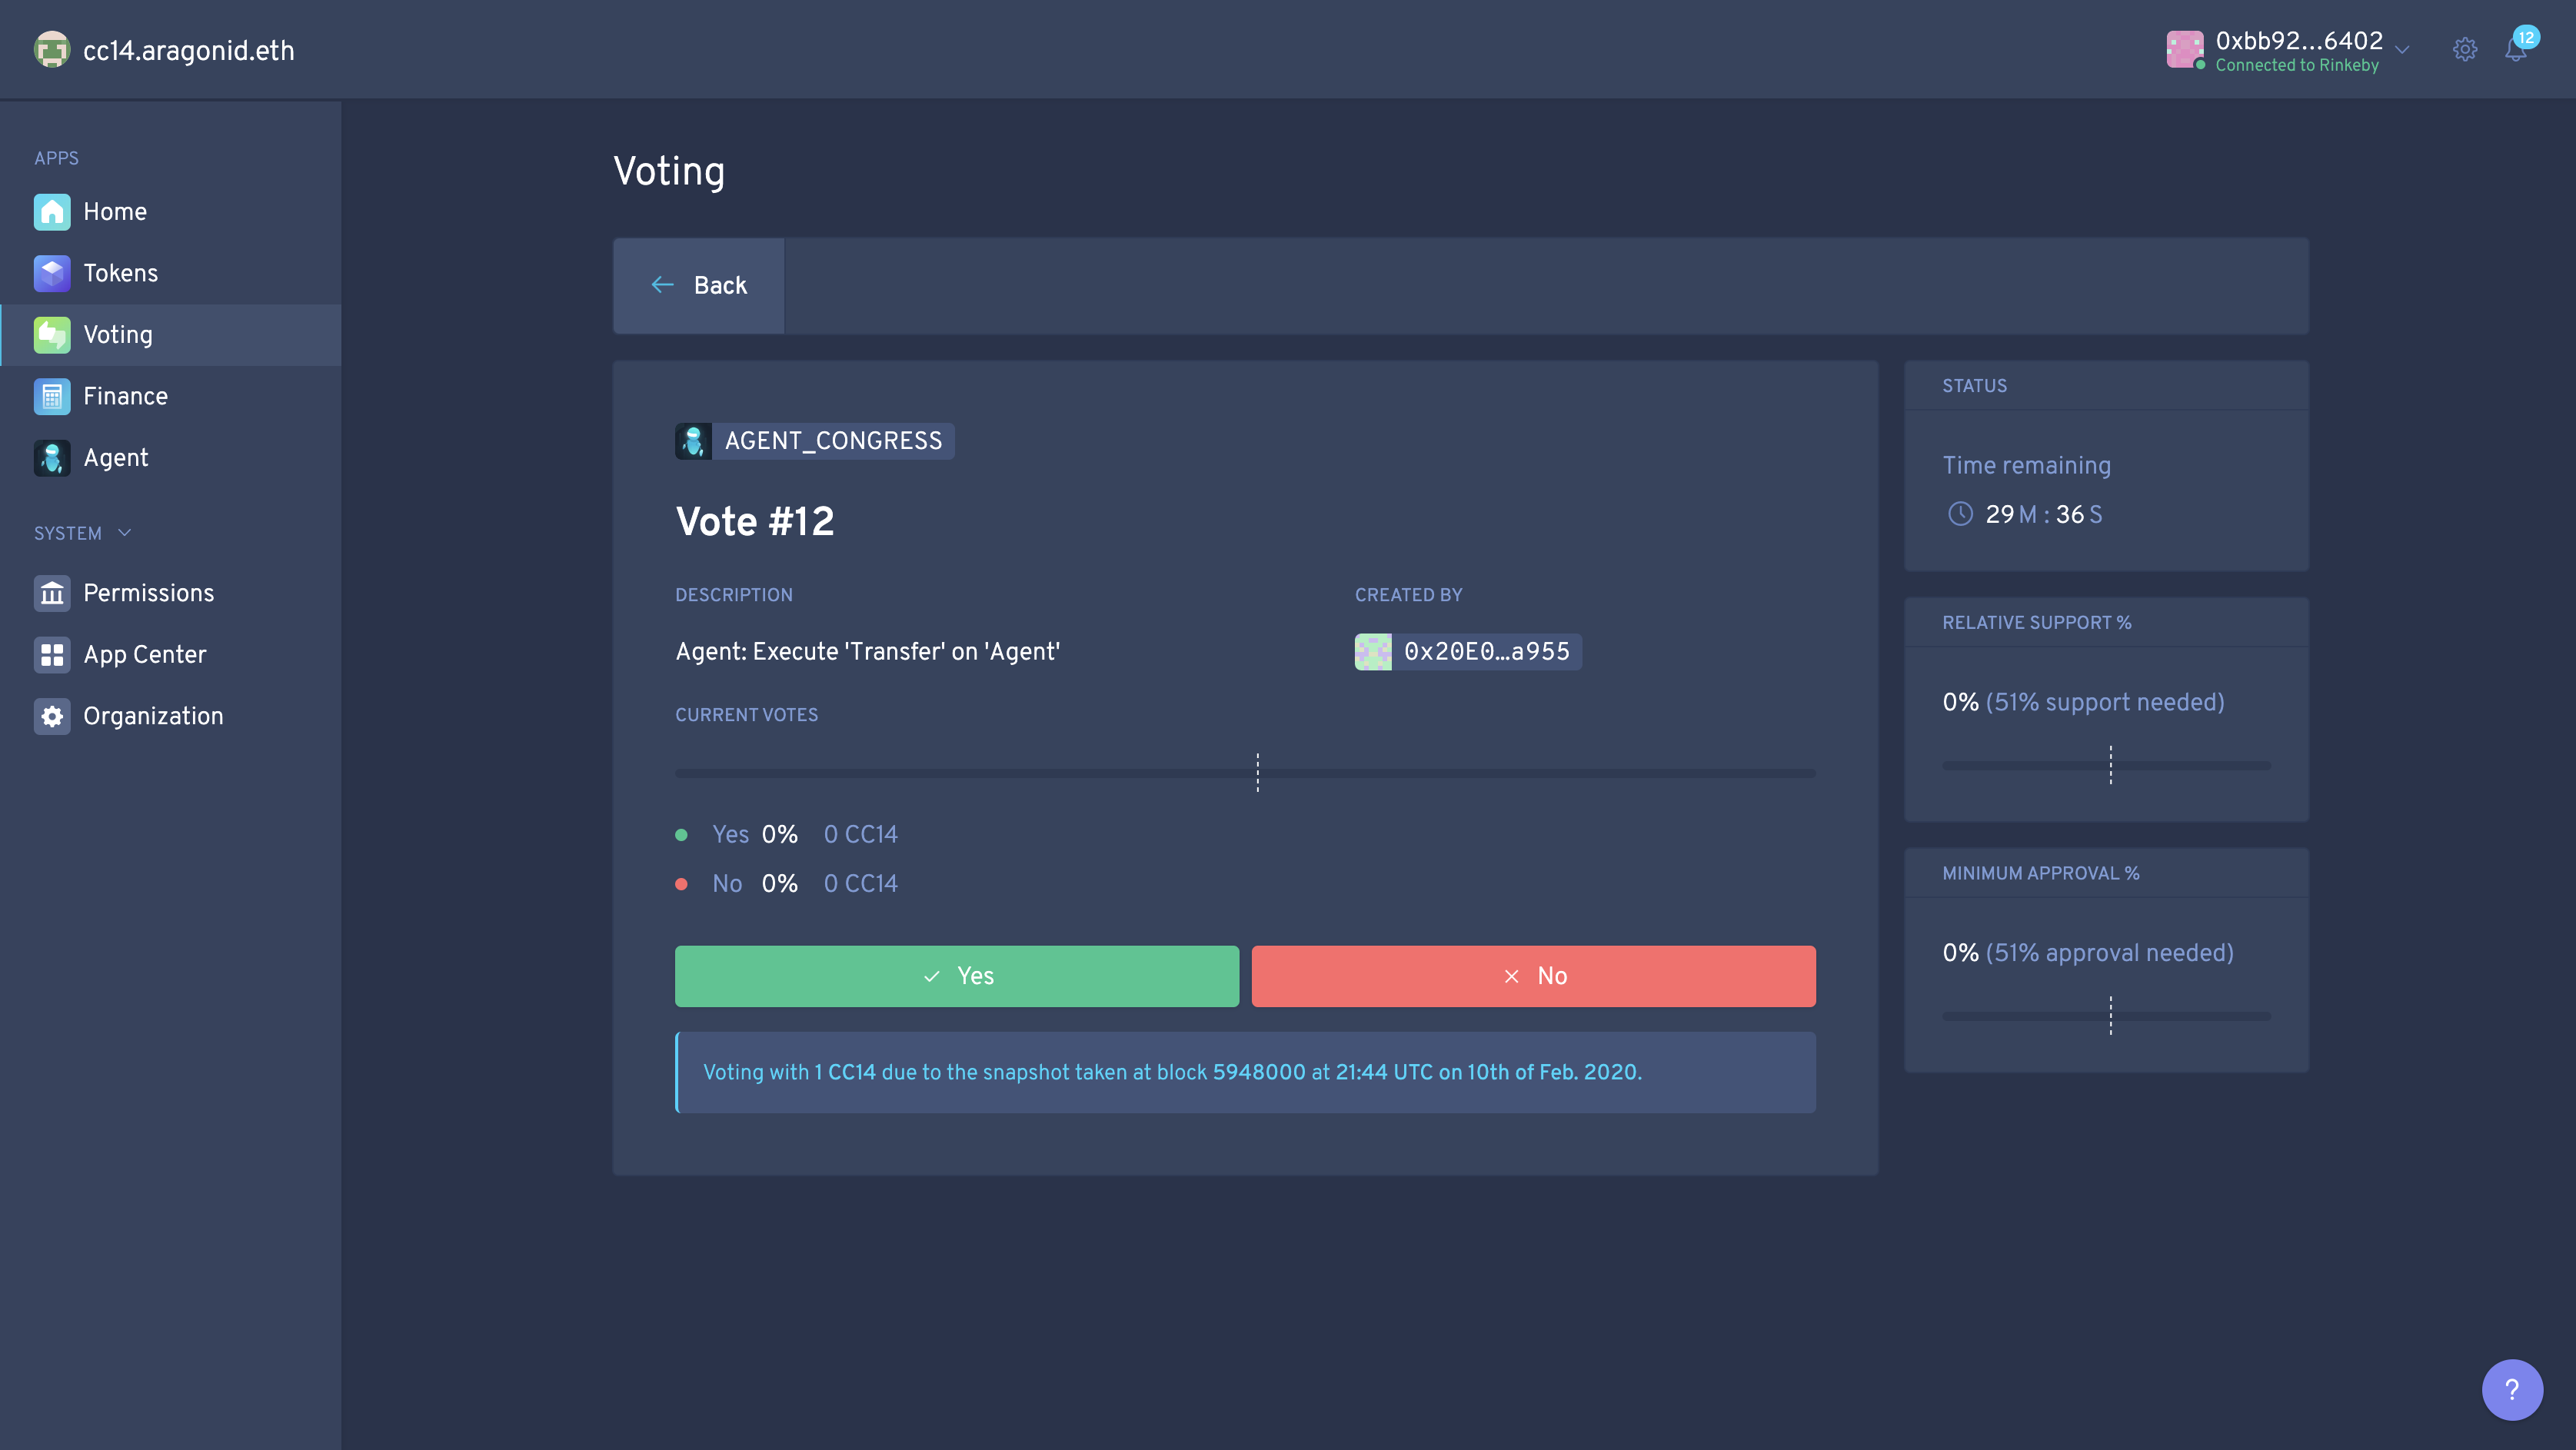 cc14.aragonid.eth
0xbb92...6402
Connected to Rinkeby
12
APPS
Home
Tokens
Voting
Finance
Agent
SYSTEM
Permissions
App Center
Organization
Voting
Back
AGENT_CONGRESS
Vote #12
DESCRIPTION
Agent: Execute 'Transfer' on 'Agent'
CREATED BY
0x20E0…a955
CURRENT VOTES
Yes 0% 0 CC14
No 0% 0 CC14
Yes
No
Voting with 1 CC14 due to the snapshot taken at block 5948000 at 21:44 UTC on 10th of Feb. 2020.
STATUS
Time remaining
29 M : 36 S
RELATIVE SUPPORT %
0% (51% support needed)
MINIMUM APPROVAL %
0% (51% approval needed)
?